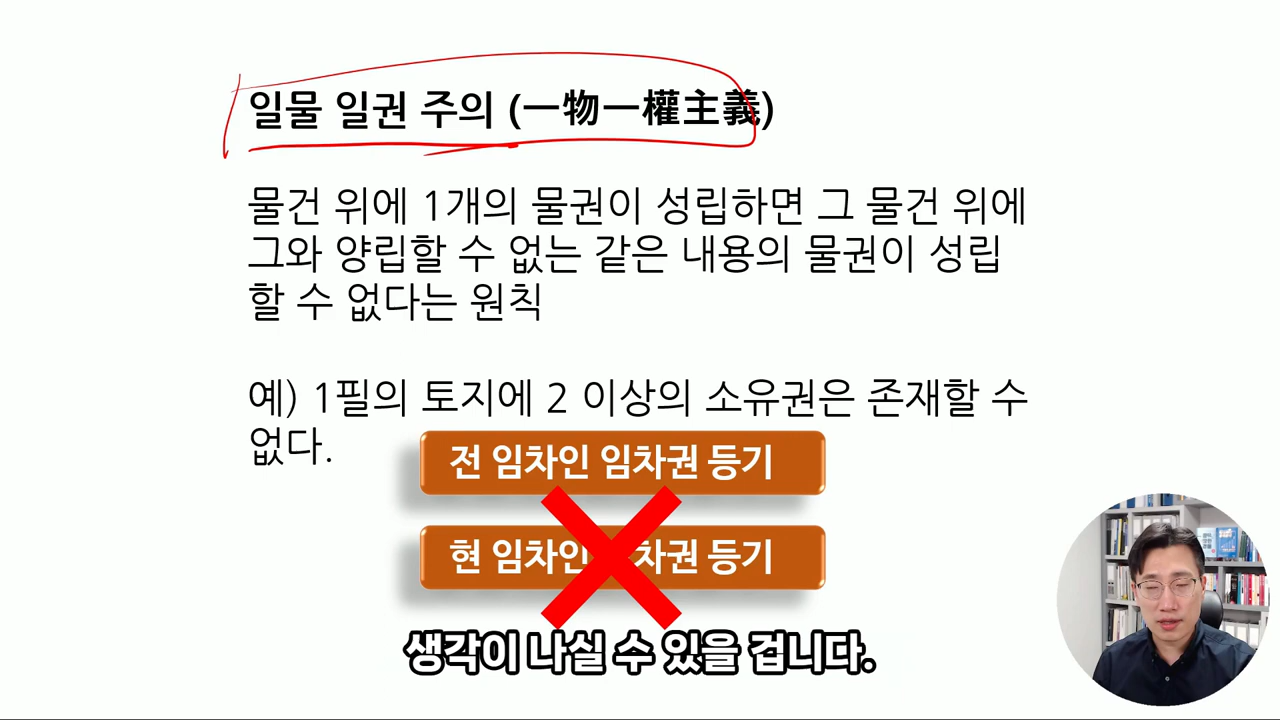 일물 일권 주의 (一物一權主義)
물건 위에 1개의 물권이 성립하면 그 물건 위에
그와 양립할 수 없는 같은 내용의 물권이 성립
할 수 없다는 원칙
예) 1필의 토지에 2 이상의 소유권은 존재할 수
없다.
전 임차인 임차권 등기
현 임차인 임차권 등기
생각이 나실 수 있을 겁니다.